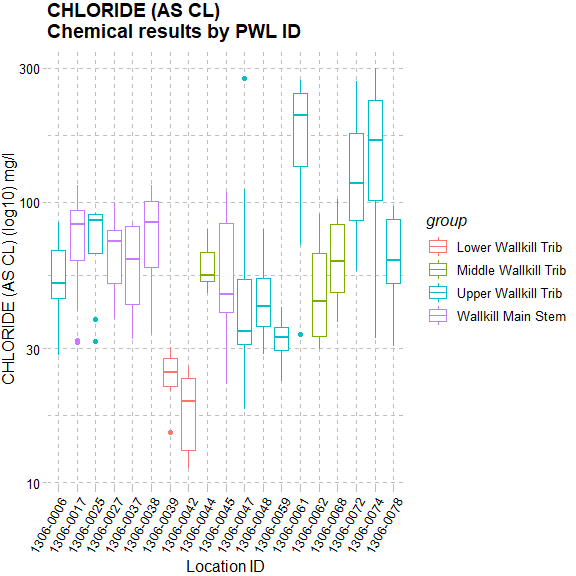 CHLORIDE (AS CL)
Chemical results by PWL ID
CHLORIDE (AS CL) (log10) mg/l
300
100
30
10
1306-0006
1306-0017
1306-0025
1306-0027
1306-0037
1306-0038
1306-0039
1306-0042
1306-0044
1306-0045
1306-0047
1306-0048
1306-0059
1306-0061
1306-0062
1306-0068
1306-0072
1306-0074
1306-0078
Location ID
group
Lower Wallkill Trib
Middle Wallkill Trib
Upper Wallkill Trib
Wallkill Main Stem